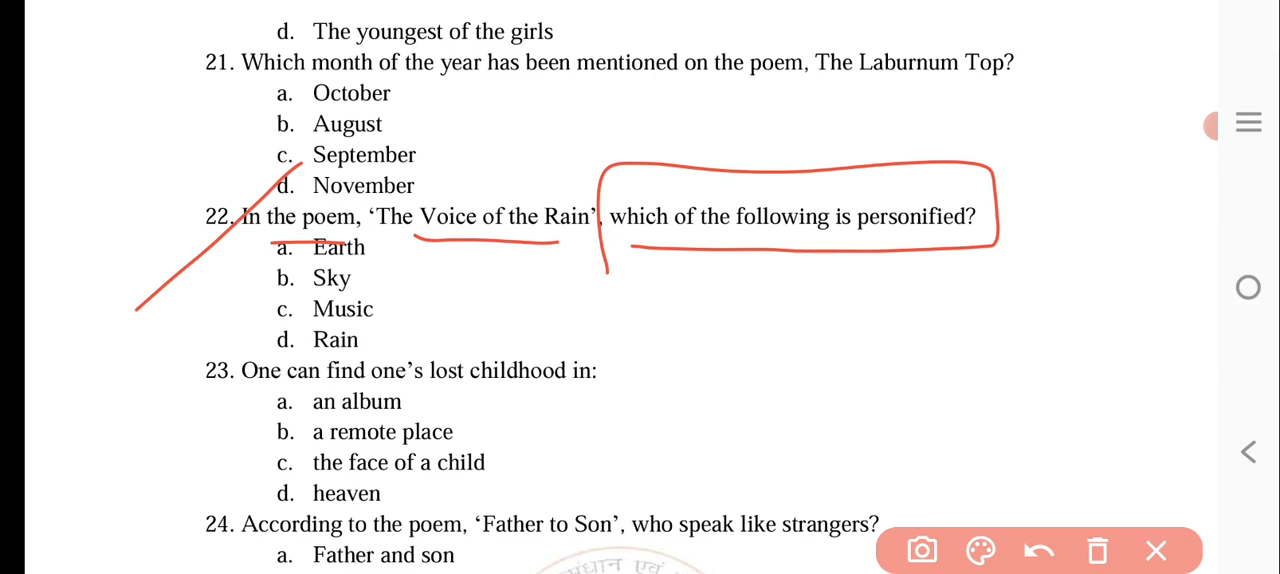 d. The youngest of the girls
21. Which month of the year has been mentioned on the poem, The Laburnum Top?
a. October
b. August
c. September
d. November
22. In the poem, ‘The Voice of the Rain’, which of the following is personified?
a. Earth
b. Sky
c. Music
d. Rain
23. One can find one’s lost childhood in:
a. an album
b. a remote place
c. the face of a child
d. heaven
24. According to the poem, ‘Father to Son’, who speak like strangers?
a. Father and son